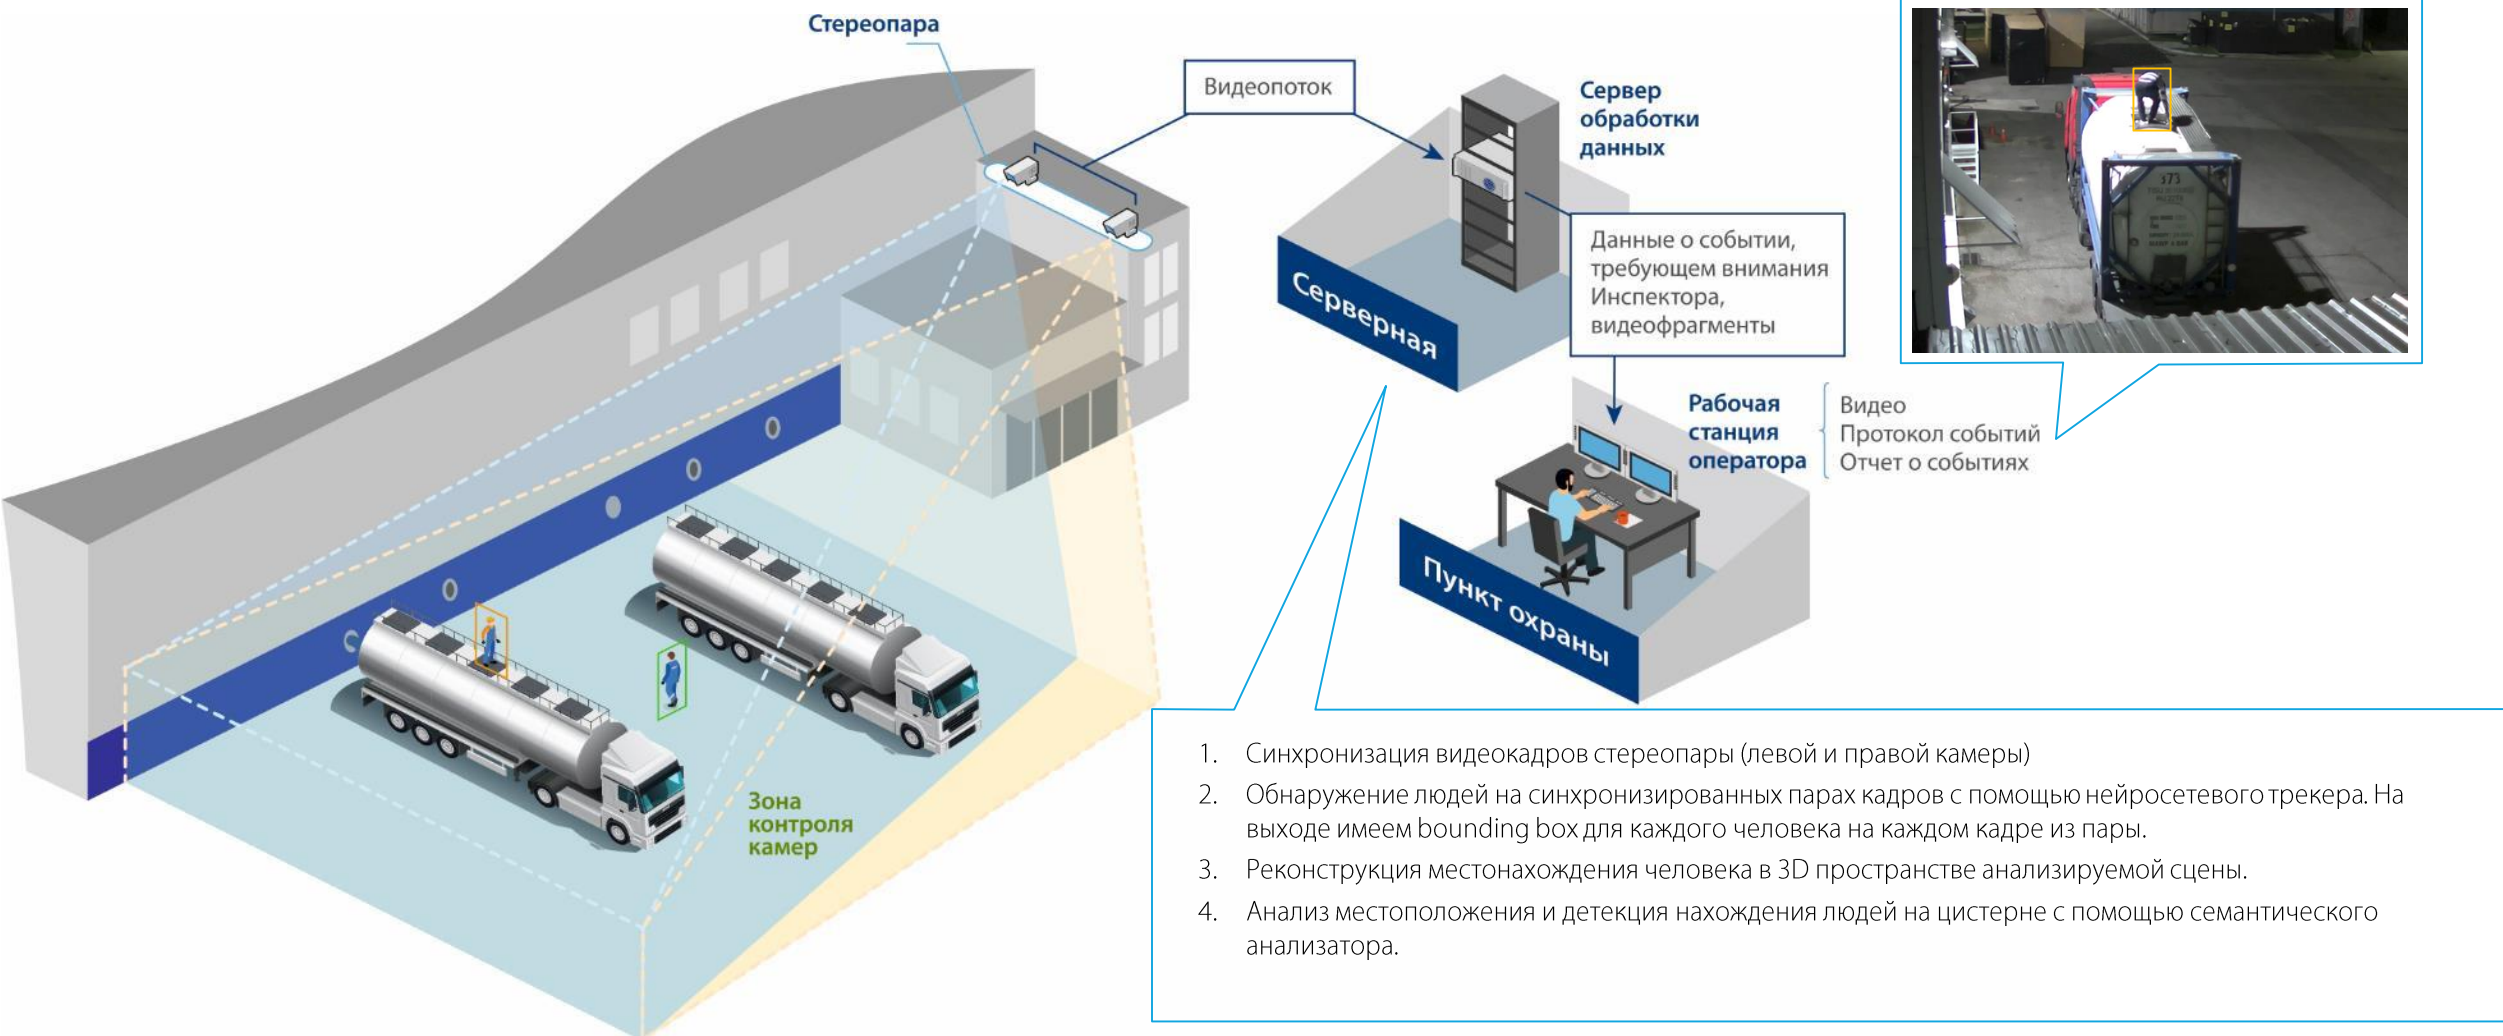 Стереопара
Видеопоток
Сервер
обработки
данных
Данные о событии,
требующем внимания
Инспектора,
видеофрагменты
Серверная
373
Рабочая
станция
оператора
Видео
Протокол событий
Отчет о событиях
Пункт охраны
Зона
контроля
камер
1. Синхронизация видеокадров стереопары (левой и правой камеры)
2. Обнаружение людей на синхронизированных парах кадров с помощью нейросетевого трекера. На
выходе имеем bounding box для каждого человека на каждом кадре из пары.
3. Реконструкция местонахождения человека в 3D пространстве анализируемой сцены.
4. Анализ местоположения и детекция нахождения людей на цистерне с помощью семантического
анализатора.